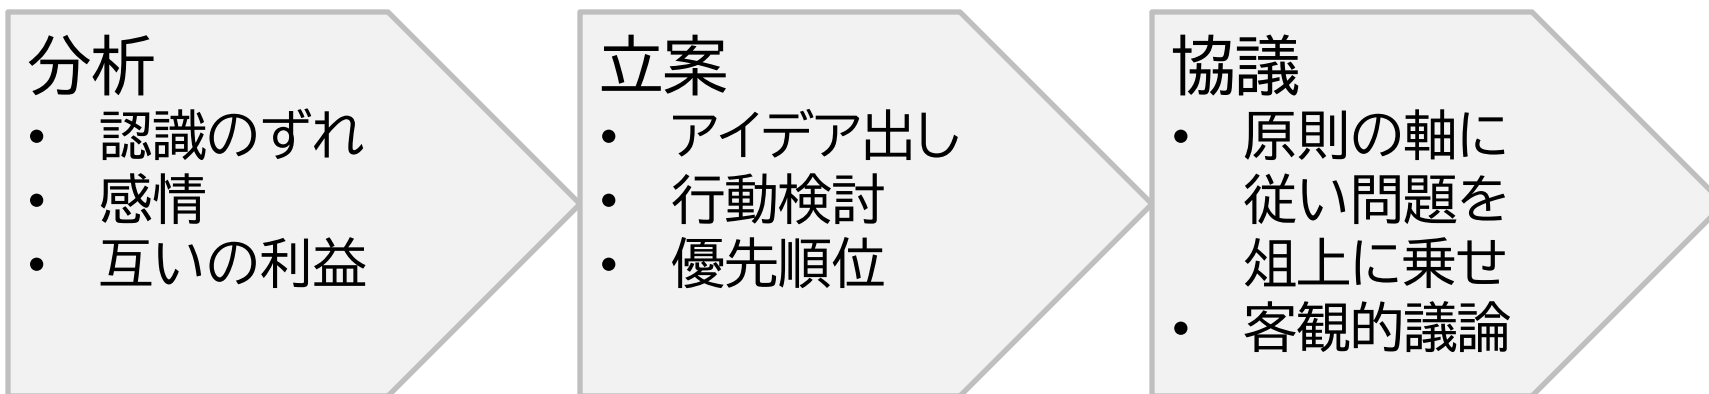 分析
• 認識のずれ
• 感情
• 互いの利益
立案
• アイデア出し
• 行動検討
• 優先順位
協議
• 原則の軸に
従い問題を
俎上に乗せ
• 客観的議論